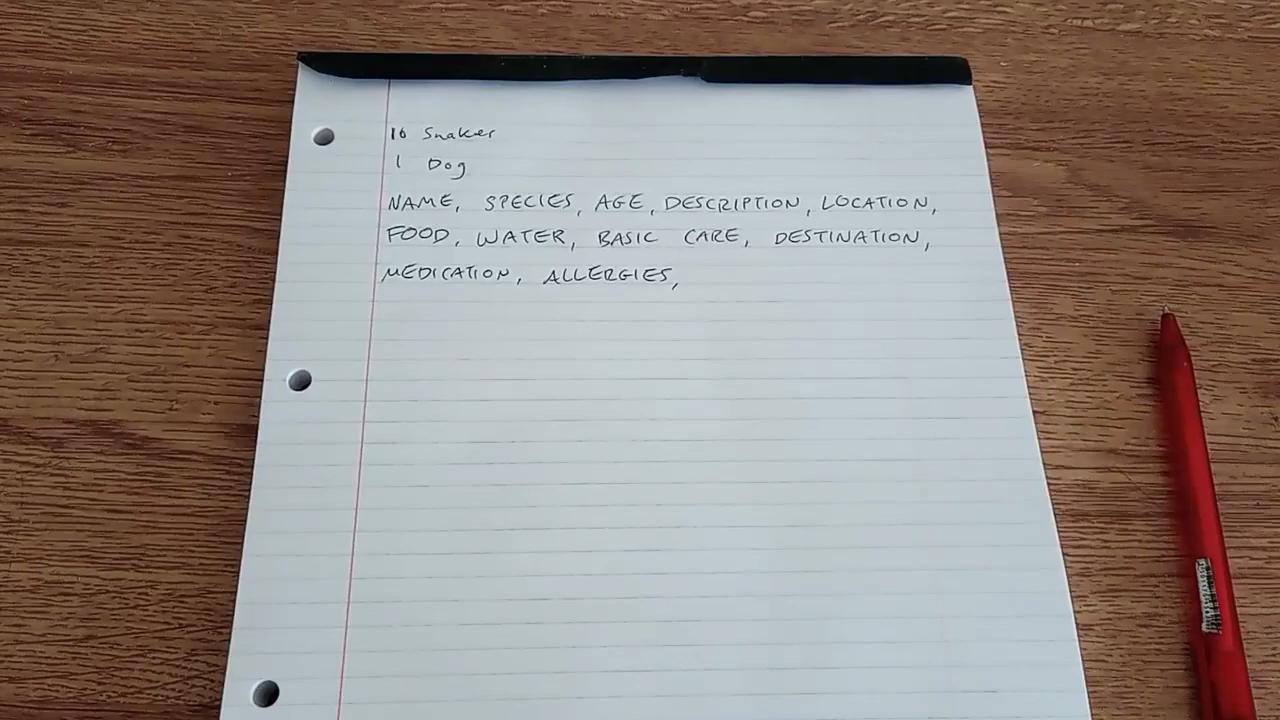 16 Snakes
1 Dog
NAME, SPECIES, AGE, DESCRIPTION, LOCATION,
FOOD, WATER, BASIC CARE, DESTINATION,
MEDICATION, ALLERGIES,